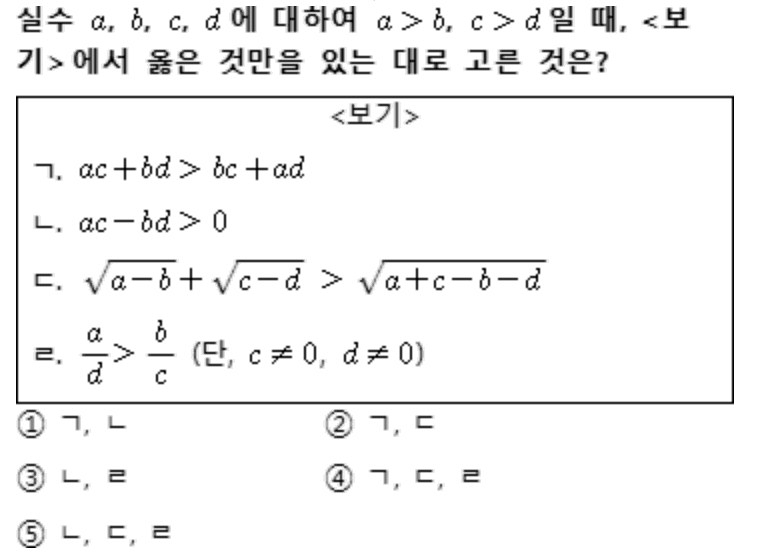 실수 a, b, c, d 에 대하여 a > b, c > d 일 때, <보
기> 에서 옳은 것만을 있는 대로 고른 것은?
<보기>
ㄱ. ac+bd > bc+ad
ㄴ. ac-bd > 0
ㄷ. √(a-b) + √(c-d) > √(a+c-b-d)
ㄹ. a/d > b/c (단, c ≠ 0, d ≠ 0)
① ㄱ, ㄴ ② ㄱ, ㄷ
③ ㄴ, ㄹ ④ ㄱ, ㄷ, ㄹ
⑤ ㄴ, ㄷ, ㄹ